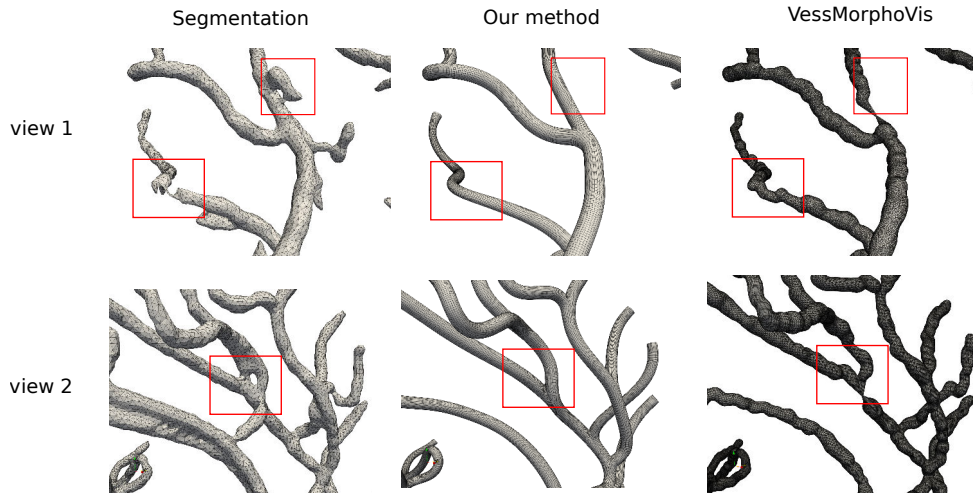 Segmentation
Our method
VessMorphoVis
view 1
view 2